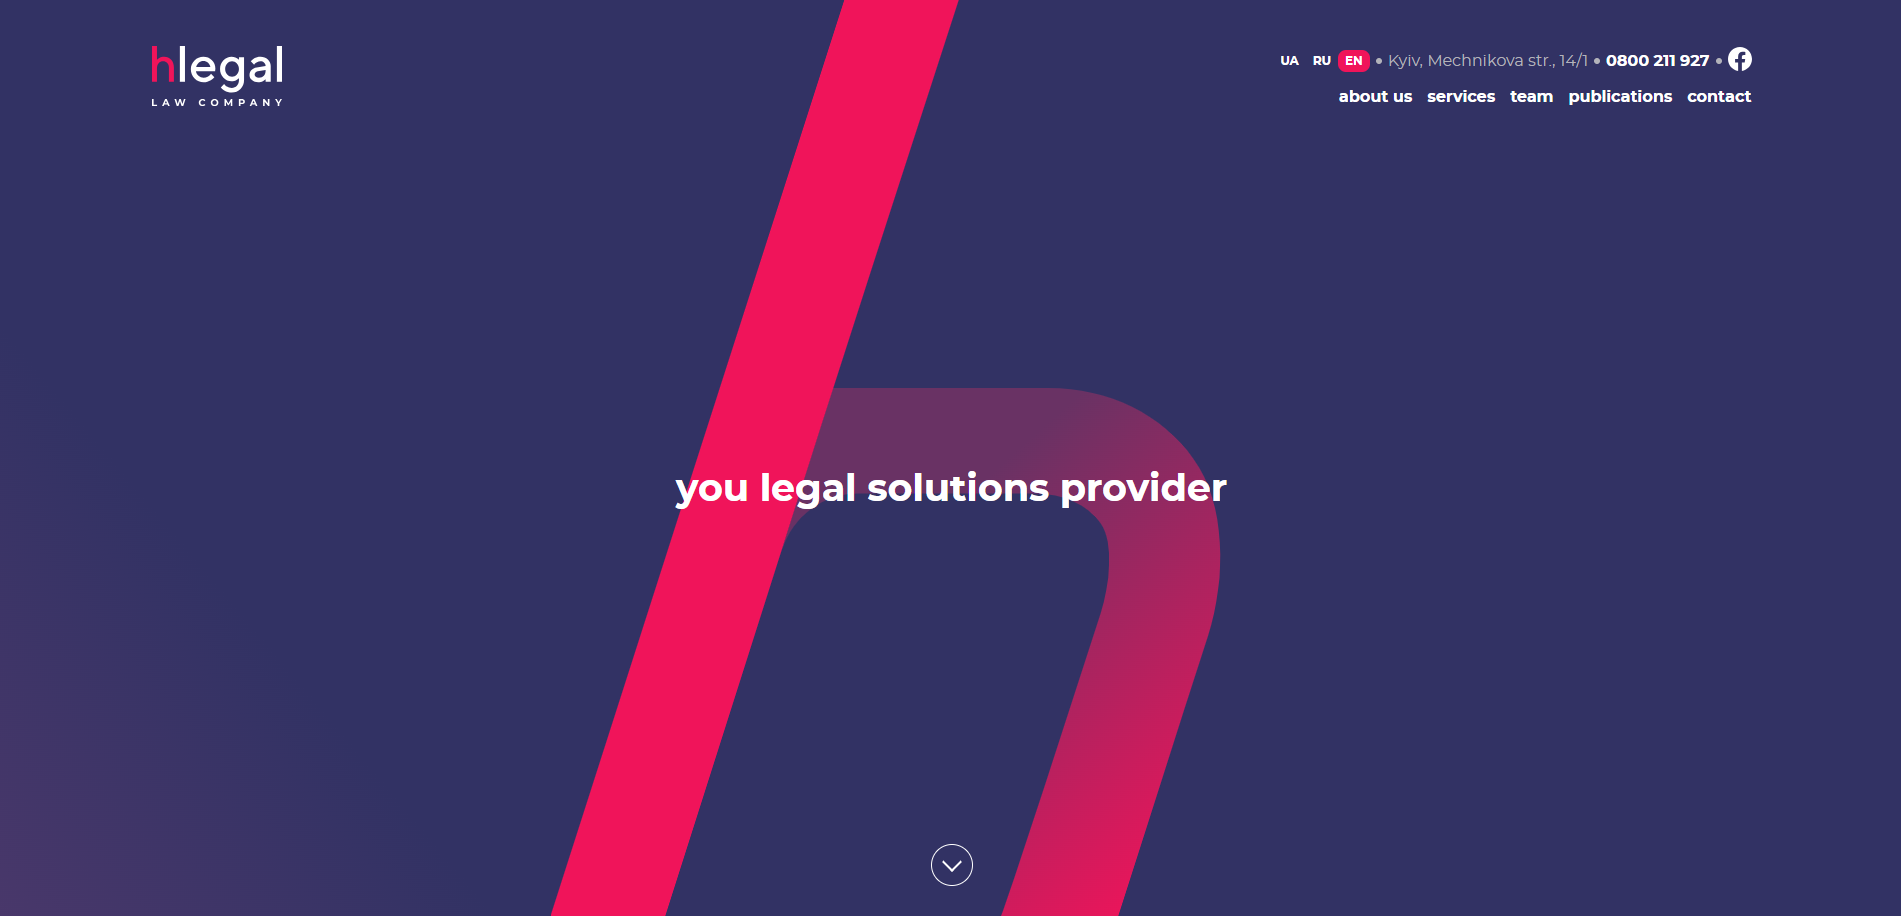 hlegal
LAW COMPANY
UA RU EN • Kyiv, Mechnikova str., 14/1 • 0800 211 927 •
about us services team publications contact
you legal solutions provider